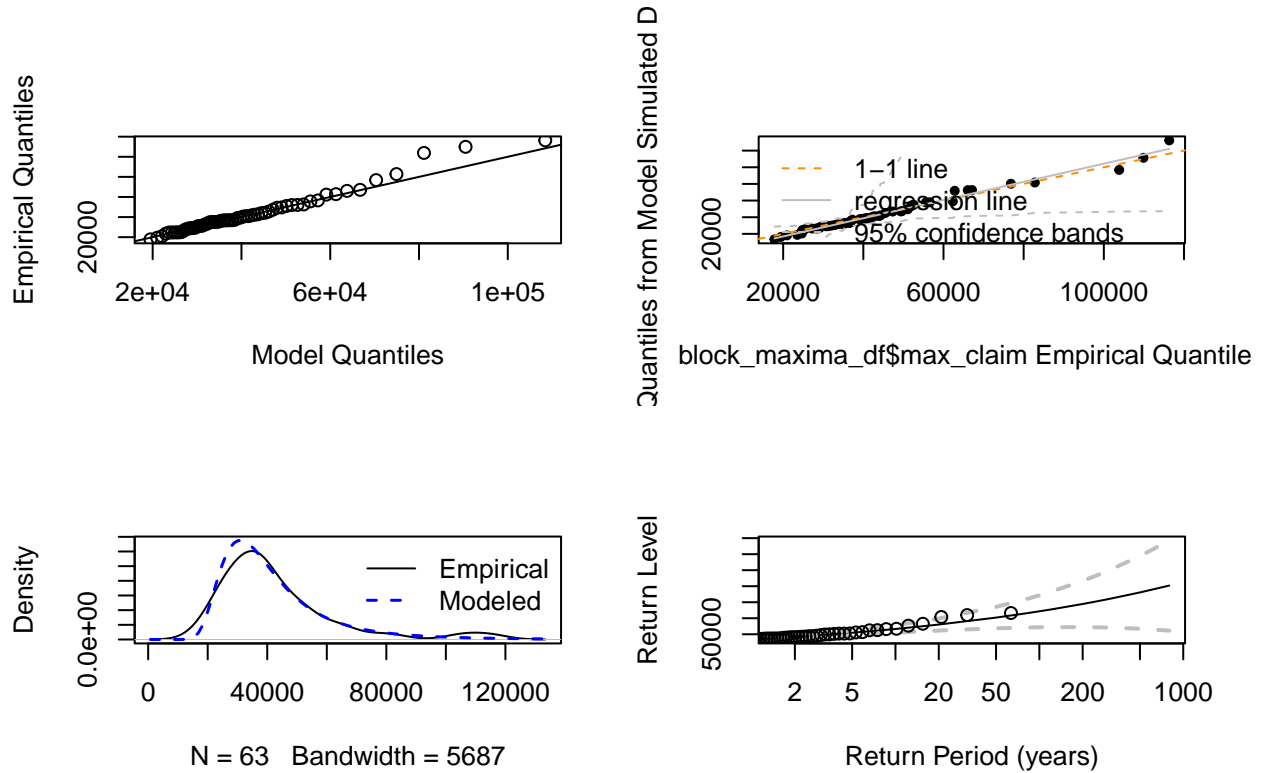 Empirical Quantiles
20000
2e+04 6e+04 1e+05
Model Quantiles
Quantiles from Model Simulated D
20000
1−1 line
regression line
95% confidence bands
20000 60000 100000
block_maxima_df$max_claim Empirical Quantile
Density
0.0e+00
Empirical
Modeled
0 40000 80000 120000
N = 63 Bandwidth = 5687
Return Level
50000
2 5 20 50 200 1000
Return Period (years)